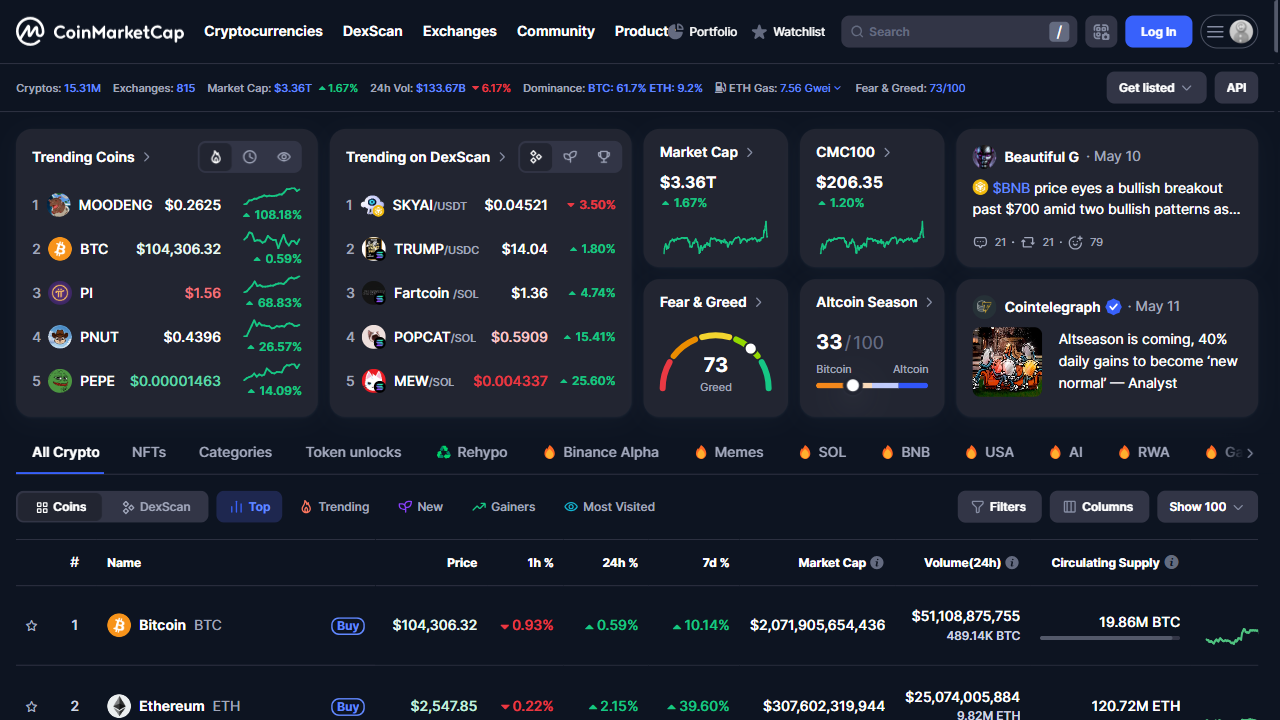 CoinMarketCap Cryptocurrencies DexScan Exchanges Community Product Portfolio Watchlist Search / Log In
Cryptos: 15.31M Exchanges: 815 Market Cap: $3.36T 1.67% 24h Vol: $133.67B 6.17% Dominance: BTC: 61.7% ETH: 9.2% ETH Gas: 7.56 Gwei Fear & Greed: 73/100 Get listed API
Trending Coins
1 MOODENG $0.2625 108.18%
2 BTC $104,306.32 0.59%
3 PI $1.56 68.83%
4 PNUT $0.4396 26.57%
5 PEPE $0.00001463 14.09%
Trending on DexScan
1 SKYAI/USDT $0.04521 3.50%
2 TRUMP/USDC $14.04 1.80%
3 Fartcoin /SOL $1.36 4.74%
4 POPCAT/SOL $0.5909 15.41%
5 MEW/SOL $0.004337 25.60%
Market Cap
$3.36T
1.67%
CMC100
$206.35
1.20%
Fear & Greed
73
Greed
Altcoin Season
33/100
Bitcoin Altcoin
Beautiful G · May 10
$BNB price eyes a bullish breakout
past $700 amid two bullish patterns as...
21 · 21 · 79
Cointelegraph · May 11
Altseason is coming, 40%
daily gains to become ‘new
normal’ — Analyst
All Crypto NFTs Categories Token unlocks Rehypo Binance Alpha Memes SOL BNB USA AI RWA
Coins DexScan Top Trending New Gainers Most Visited Filters Columns Show 100
# Name Price 1h % 24h % 7d % Market Cap Volume(24h) Circulating Supply
1 Bitcoin BTC Buy $104,306.32 0.93% 0.59% 10.14% $2,071,905,654,436 $51,108,875,755 19.86M BTC
489.14K BTC
2 Ethereum ETH Buy $2,547.85 0.22% 2.15% 39.60% $307,602,319,944 $25,074,005,884 120.72M ETH
9.82M ETH